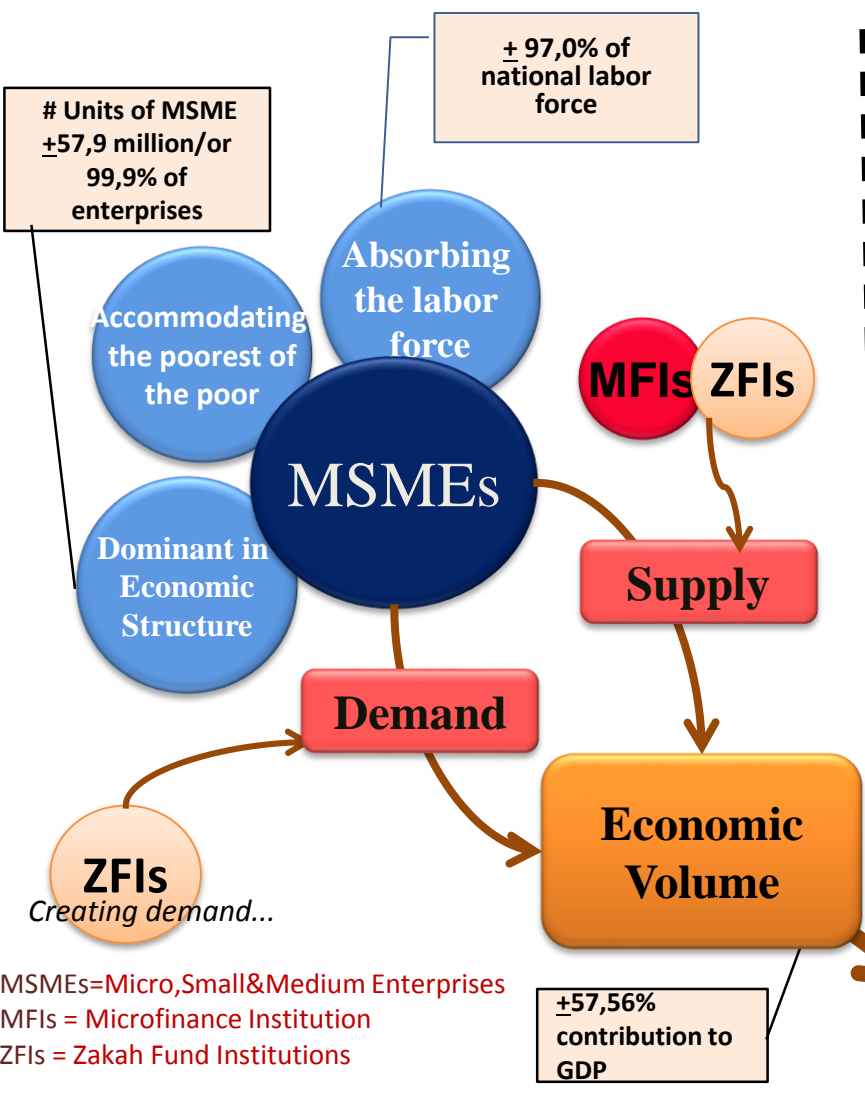 ± 97,0% of
national labor
force
# Units of MSME
±57,9 million/or
99,9% of
enterprises
Absorbing
the labor
force
Accommodating
the poorest of
the poor
MFIs
ZFIs
MSMEs
Dominant in
Economic
Structure
Supply
Demand
Economic
Volume
ZFIs
Creating demand...
MSMEs=Micro,Small&Medium Enterprises
MFIs = Microfinance Institution
ZFIs = Zakah Fund Institutions
±57,56%
contribution to
GDP